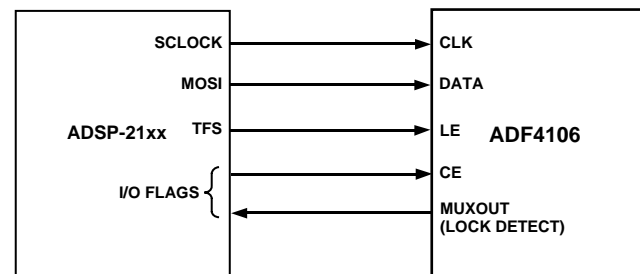 SCLOCK
MOSI
TFS
I/O FLAGS
ADSP-21xx
CLK
DATA
LE
CE
MUXOUT
(LOCK DETECT)
ADF4106